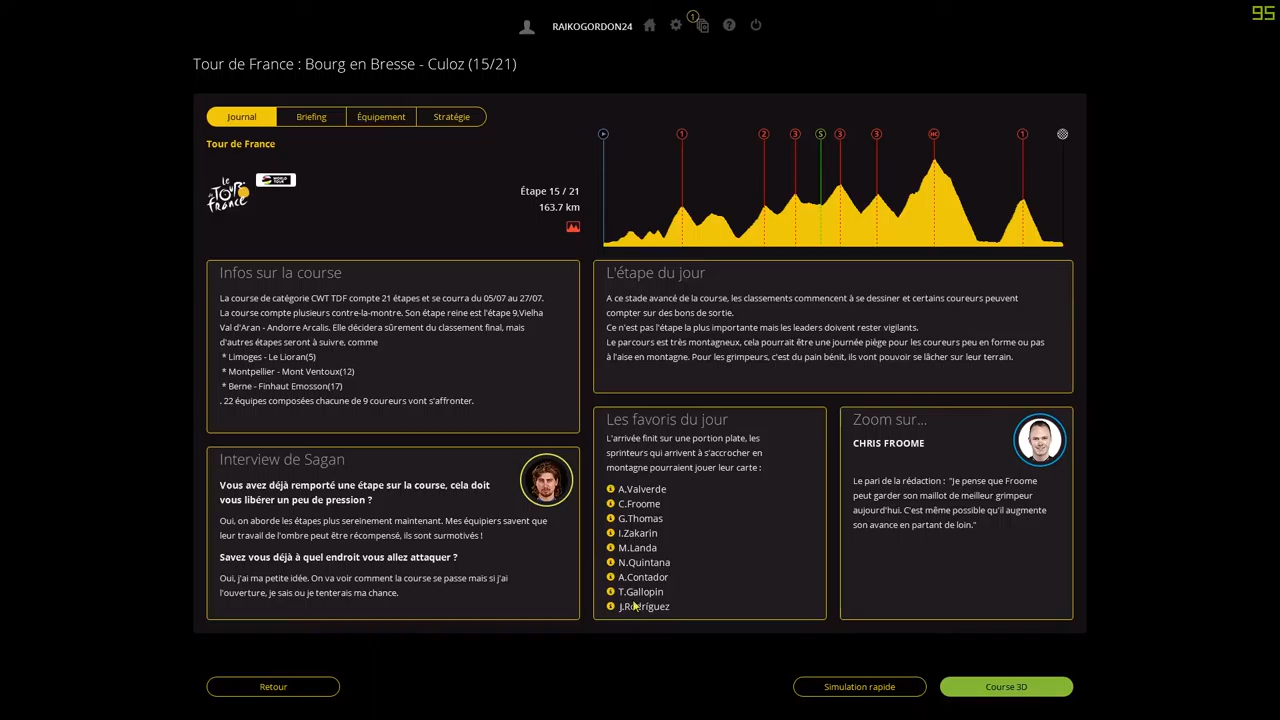 95
1
RAIKOGORDON24
Tour de France : Bourg en Bresse - Culoz (15/21)
Journal
Briefing
Équipement
Stratégie
Tour de France
LE TOUR de FRANCE
WORLD TOUR
Étape 15 / 21
163.7 km
1
2
3
S
3
3
HC
1
Infos sur la course
La course de catégorie CWT TDF compte 21 étapes et se courra du 05/07 au 27/07.
La course compte plusieurs contre-la-montre. Son étape reine est l'étape 9,Vielha
Val d'Aran - Andorre Arcalis. Elle décidera sûrement du classement final, mais
d'autres étapes seront à suivre, comme
* Limoges - Le Lioran(5)
* Montpellier - Mont Ventoux(12)
* Berne - Finhaut Emosson(17)
. 22 équipes composées chacune de 9 coureurs vont s'affronter.
L'étape du jour
A ce stade avancé de la course, les classements commencent à se dessiner et certains coureurs peuvent
compter sur des bons de sortie.
Ce n'est pas l'étape la plus importante mais les leaders doivent rester vigilants.
Le parcours est très montagneux, cela pourrait être une journée piège pour les coureurs peu en forme ou pas
à l'aise en montagne. Pour les grimpeurs, c'est du pain bénit, ils vont pouvoir se lâcher sur leur terrain.
Interview de Sagan
Vous avez déjà remporté une étape sur la course, cela doit
vous libérer un peu de pression ?
Oui, on aborde les étapes plus sereinement maintenant. Mes équipiers savent que
leur travail de l'ombre peut être récompensé, ils sont surmotivés !
Savez vous déjà à quel endroit vous allez attaquer ?
Oui, j'ai ma petite idée. On va voir comment la course se passe mais si j'ai
l'ouverture, je sais ou je tenterais ma chance.
Les favoris du jour
L'arrivée finit sur une portion plate, les
sprinteurs qui arrivent à s'accrocher en
montagne pourraient jouer leur carte :
A.Valverde
C.Froome
G.Thomas
I.Zakarin
M.Landa
N.Quintana
A.Contador
T.Gallopin
J.Rodríguez
Zoom sur...
CHRIS FROOME
Le pari de la rédaction : "Je pense que Froome
peut garder son maillot de meilleur grimpeur
aujourd'hui. C'est même possible qu'il augmente
son avance en partant de loin."
Retour
Simulation rapide
Course 3D